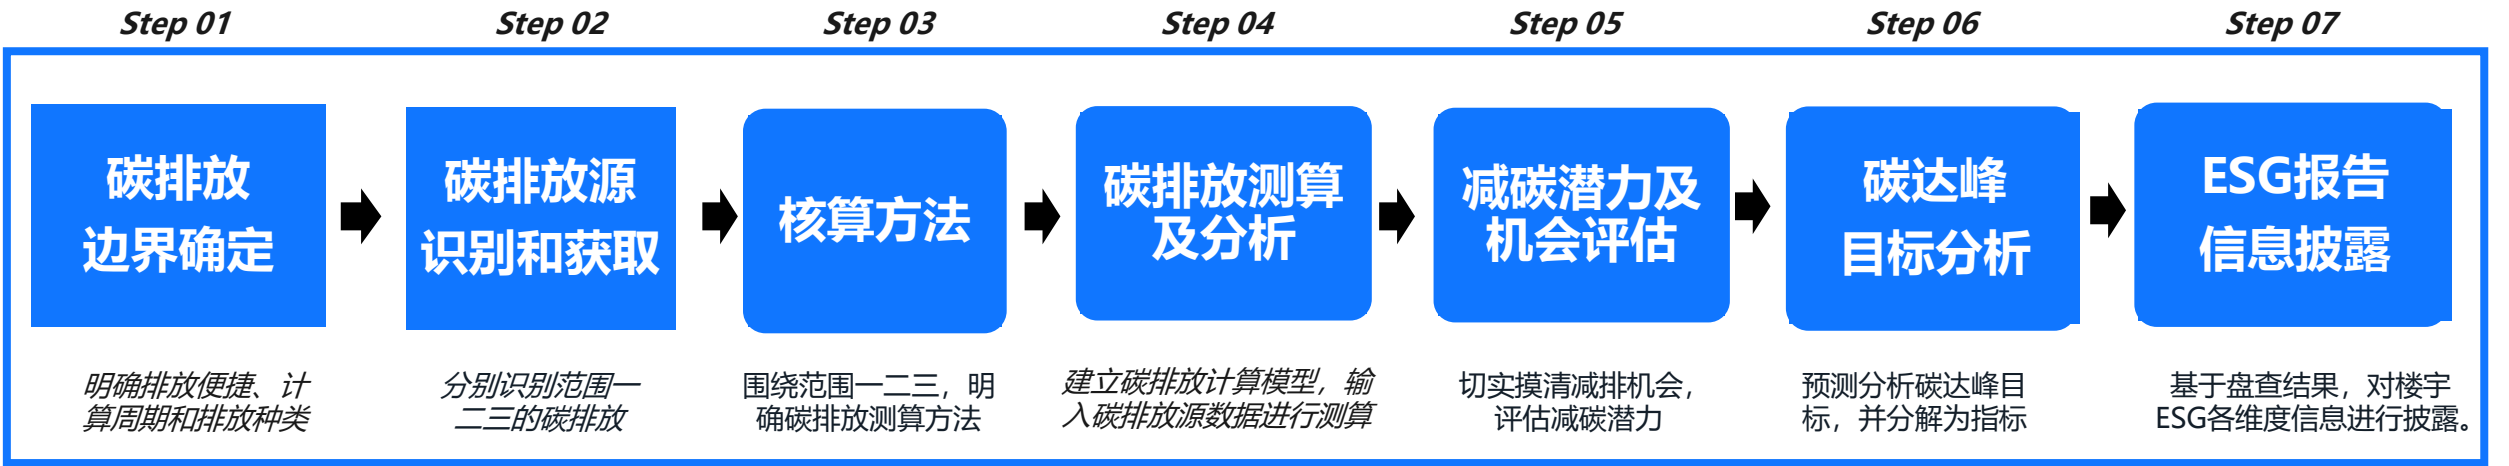 Step 01
Step 02
Step 03
Step 04
Step 05
Step 06
Step 07
碳排放
边界确定
碳排放源
识别和获取
核算方法
碳排放测算
及分析
减碳潜力及
机会评估
碳达峰
目标分析
ESG报告
信息披露
明确排放便捷、计
算周期和排放种类
分别识别范围一
二三的碳排放
围绕范围一二三，明
确碳排放测算方法
建立碳排放计算模型，输
入碳排放源数据进行测算
切实摸清减排机会，
评估减碳潜力
预测分析碳达峰目
标，并分解为指标
基于盘查结果，对楼宇
ESG各维度信息进行披露。